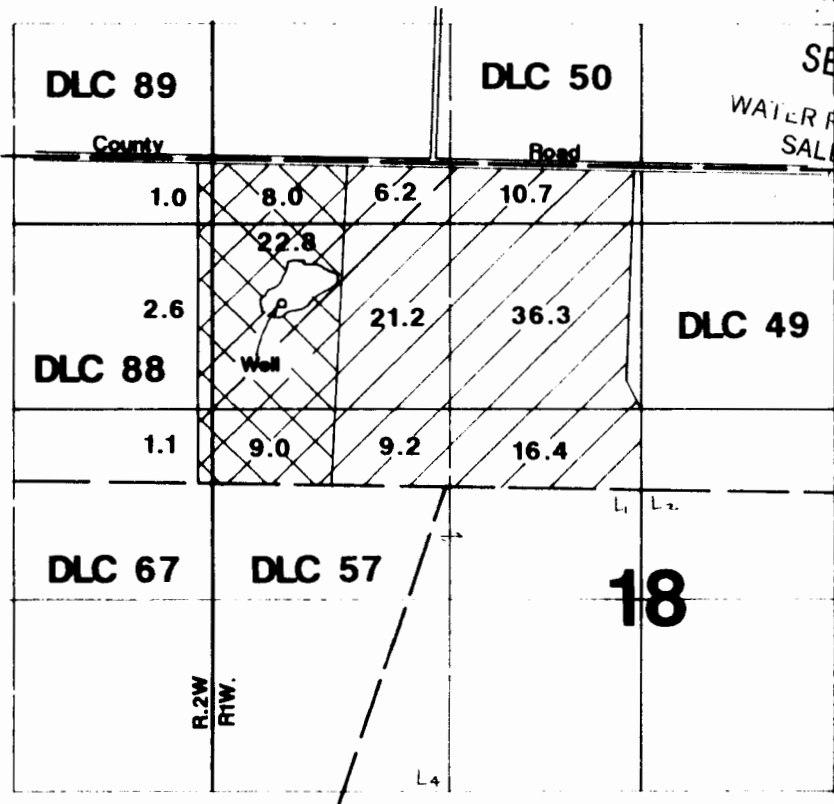 DLC 89
DLC 50
WATER
County
Road
1.0
8.0
6.2
10.7
22.8
2.6
21.2
36.3
DLC 49
DLC 88
Well
1.1
9.0
9.2
16.4
L1
L2
DLC 67
DLC 57
18
R.2W
R1W.
L4